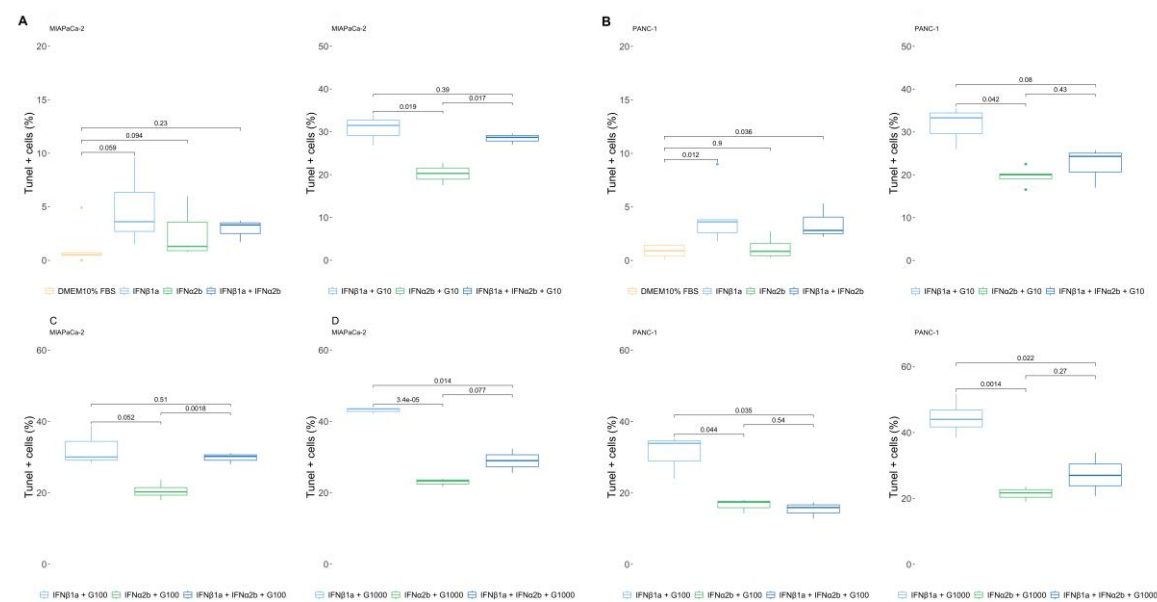 A
MIAPaCa-2
Tunel + cells (%)
20
15
10
5
0
0.23
0.094
0.059
DMEM10% FBS IFNβ1a IFNα2b IFNβ1a + IFNα2b
MIAPaCa-2
Tunel + cells (%)
50
40
30
20
10
0
0.39
0.017
0.019
IFNβ1a + G10 IFNα2b + G10 IFNβ1a + IFNα2b + G10
B
PANC-1
Tunel + cells (%)
20
15
10
5
0
0.036
0.9
0.012
DMEM10% FBS IFNβ1a IFNα2b IFNβ1a + IFNα2b
PANC-1
Tunel + cells (%)
50
40
30
20
10
0
0.08
0.43
0.042
IFNβ1a + G10 IFNα2b + G10 IFNβ1a + IFNα2b + G10
C
MIAPaCa-2
Tunel + cells (%)
60
40
20
0
0.51
0.0018
0.052
IFNβ1a + G100 IFNα2b + G100 IFNβ1a + IFNα2b + G100
D
MIAPaCa-2
Tunel + cells (%)
60
40
20
0
0.014
0.077
3.4e-05
IFNβ1a + G1000 IFNα2b + G1000 IFNβ1a + IFNα2b + G1000
PANC-1
Tunel + cells (%)
60
40
20
0
0.035
0.54
0.044
IFNβ1a + G100 IFNα2b + G100 IFNβ1a + IFNα2b + G100
PANC-1
Tunel + cells (%)
60
40
20
0
0.022
0.27
0.0014
IFNβ1a + G1000 IFNα2b + G1000 IFNβ1a + IFNα2b + G1000